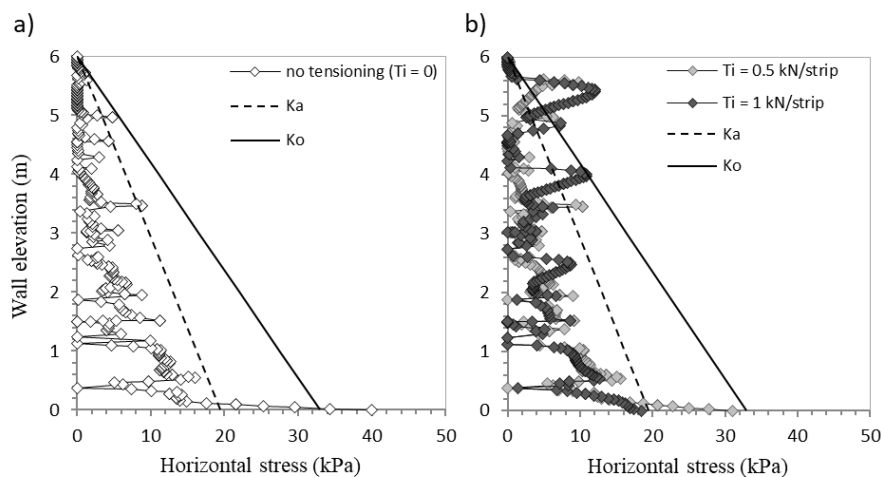 a)
6
5
4
3
2
1
0
Wall elevation (m)
no tensioning (Ti = 0)
Ka
Ko
0 10 20 30 40 50
Horizontal stress (kPa)
b)
6
5
4
3
2
1
0
Ti = 0.5 kN/strip
Ti = 1 kN/strip
Ka
Ko
0 10 20 30 40 50
Horizontal stress (kPa)